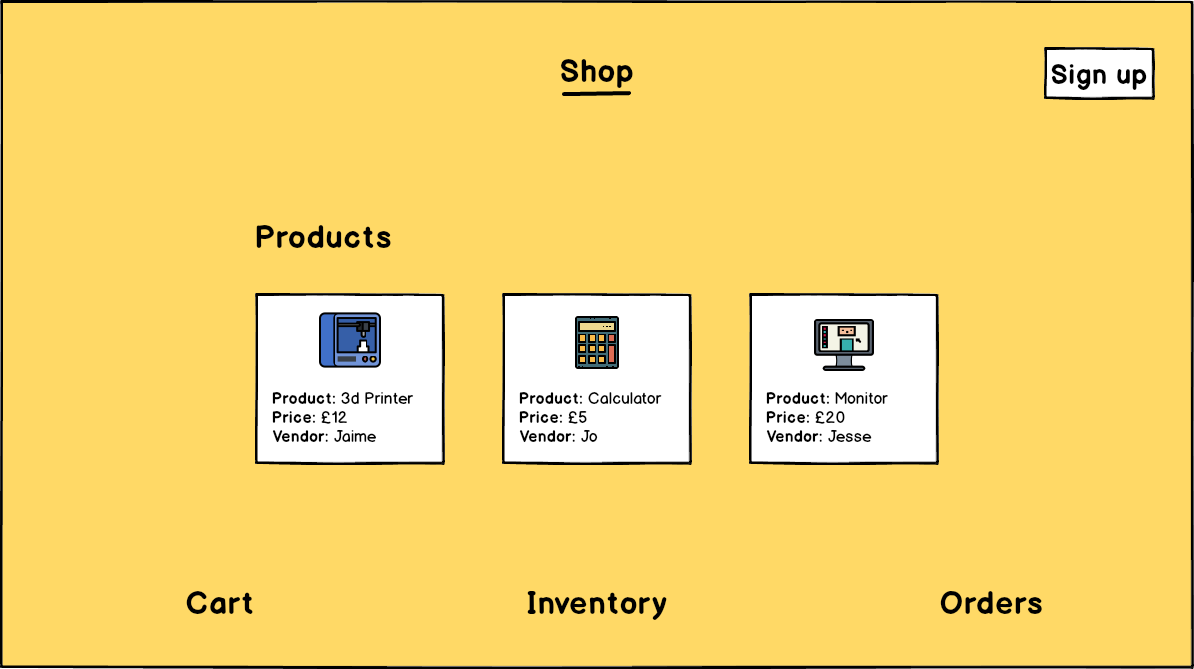 Shop
Sign up
Products
Product: 3d Printer
Price: £12
Vendor: Jaime
Product: Calculator
Price: £5
Vendor: Jo
Product: Monitor
Price: £20
Vendor: Jesse
Cart
Inventory
Orders